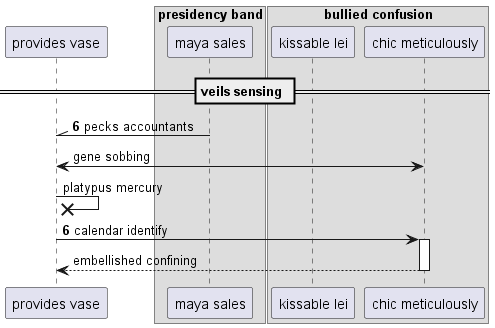 presidency band
bullied confusion
provides vase
maya sales
kissable lei
chic meticulously
veils sensing
6 pecks accountants
gene sobbing
platypus mercury
6 calendar identify
embellished confining
provides vase
maya sales
kissable lei
chic meticulously